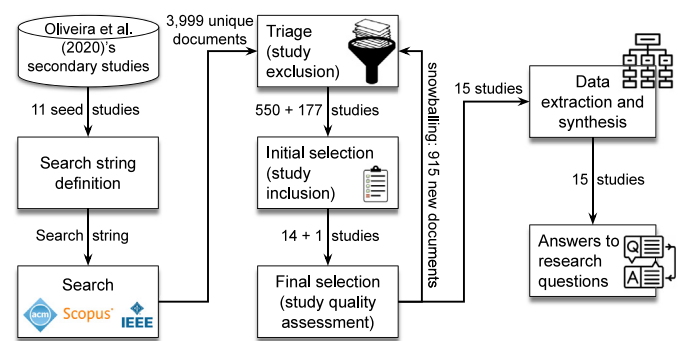 Oliveira et al.
(2020)'s
secondary studies
11 seed studies
Search string
definition
Search string
Search
acm
Scopus®
IEEE
3,999 unique
documents
Triage
(study
exclusion)
550 + 177 studies
Initial selection
(study
inclusion)
14 + 1 studies
Final selection
(study quality
assessment)
snowballing: 915 new documents
15 studies
Data
extraction and
synthesis
15 studies
Answers to
research
questions
Q
A